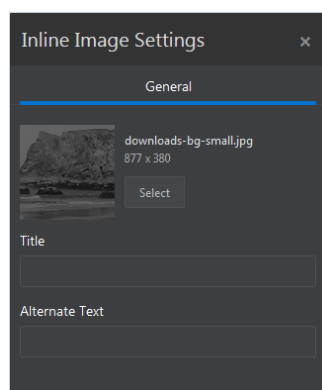 Inline Image Settings ×
General
downloads-bg-small.jpg
877 x 380
Select
Title
Alternate Text